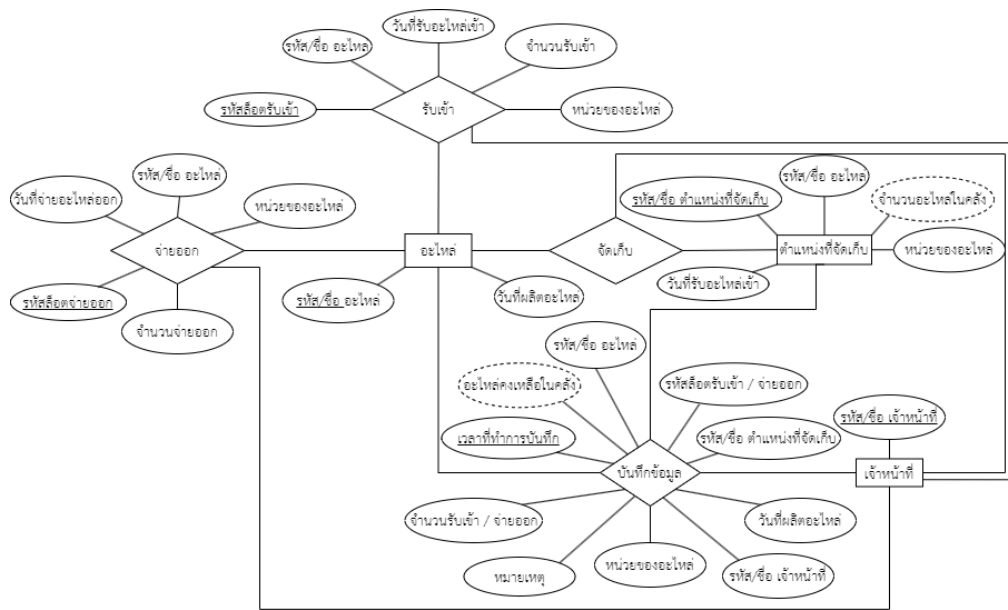 วันที่รับอะไหล่เข้า
รหัส/ชื่อ อะไหล่
จำนวนรับเข้า
รหัสล็อตรับเข้า
รับเข้า
หน่วยของอะไหล่
รหัส/ชื่อ อะไหล่
วันที่จ่ายอะไหล่ออก
หน่วยของอะไหล่
จ่ายออก
รหัสล็อตจ่ายออก
จำนวนจ่ายออก
อะไหล่
รหัส/ชื่อ อะไหล่
วันที่ผลิตอะไหล่
จัดเก็บ
รหัส/ชื่อ อะไหล่
รหัส/ชื่อ ตำแหน่งที่จัดเก็บ
จำนวนอะไหล่ในคลัง
ตำแหน่งที่จัดเก็บ
หน่วยของอะไหล่
วันที่รับอะไหล่เข้า
รหัส/ชื่อ อะไหล่
อะไหล่คงเหลือในคลัง
รหัสล็อตรับเข้า / จ่ายออก
เวลาที่ทำการบันทึก
รหัส/ชื่อ ตำแหน่งที่จัดเก็บ
บันทึกข้อมูล
รหัส/ชื่อ เจ้าหน้าที่
เจ้าหน้าที่
จำนวนรับเข้า / จ่ายออก
วันที่ผลิตอะไหล่
หมายเหตุ
หน่วยของอะไหล่
รหัส/ชื่อ เจ้าหน้าที่